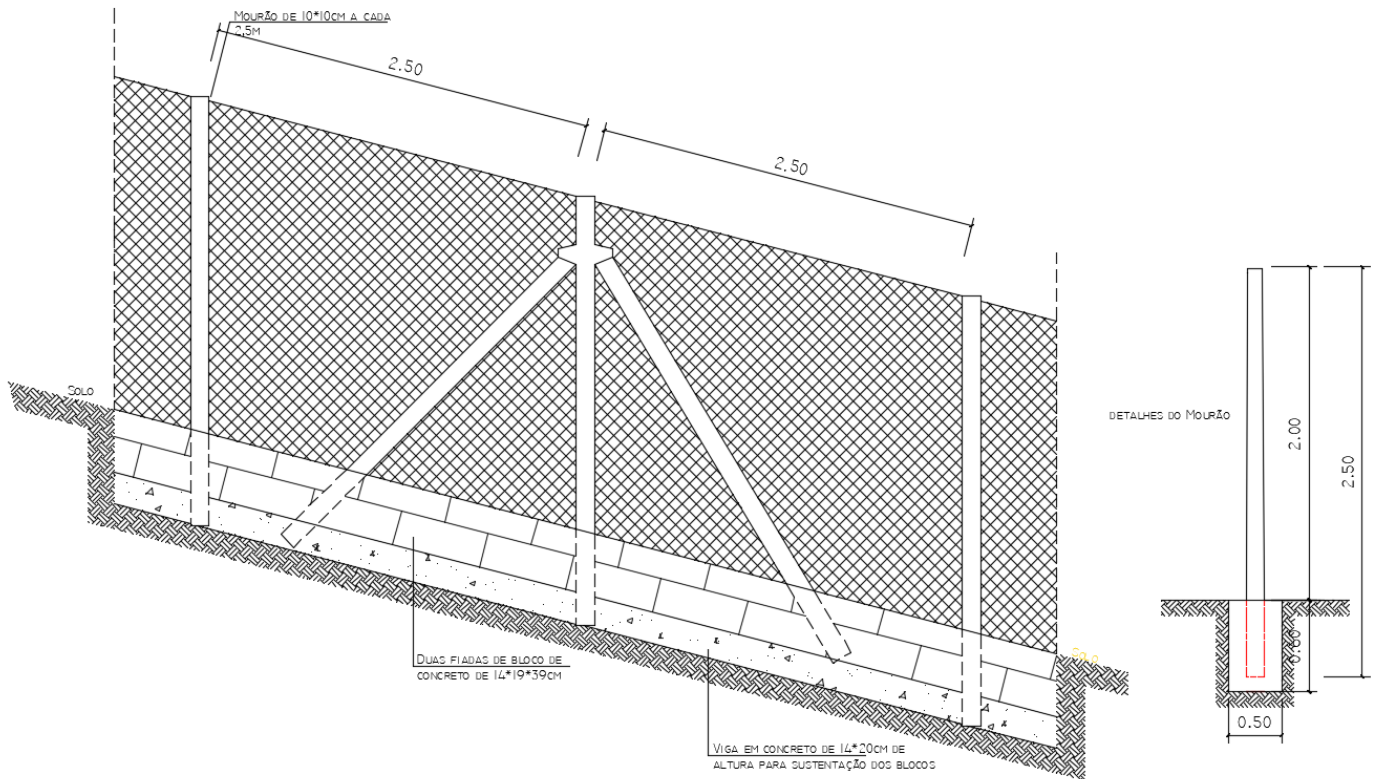 MOURÃO DE 10*10CM A CADA
2,5M
2.50
2.50
SOLO
SOLO
DETALHES DO MOURÃO
2.00
2.50
0.60
0.50
DUAS FIADAS DE BLOCO DE
CONCRETO DE 14*19*39CM
VIGA EM CONCRETO DE 14*20CM DE
ALTURA PARA SUSTENTAÇÃO DOS BLOCOS